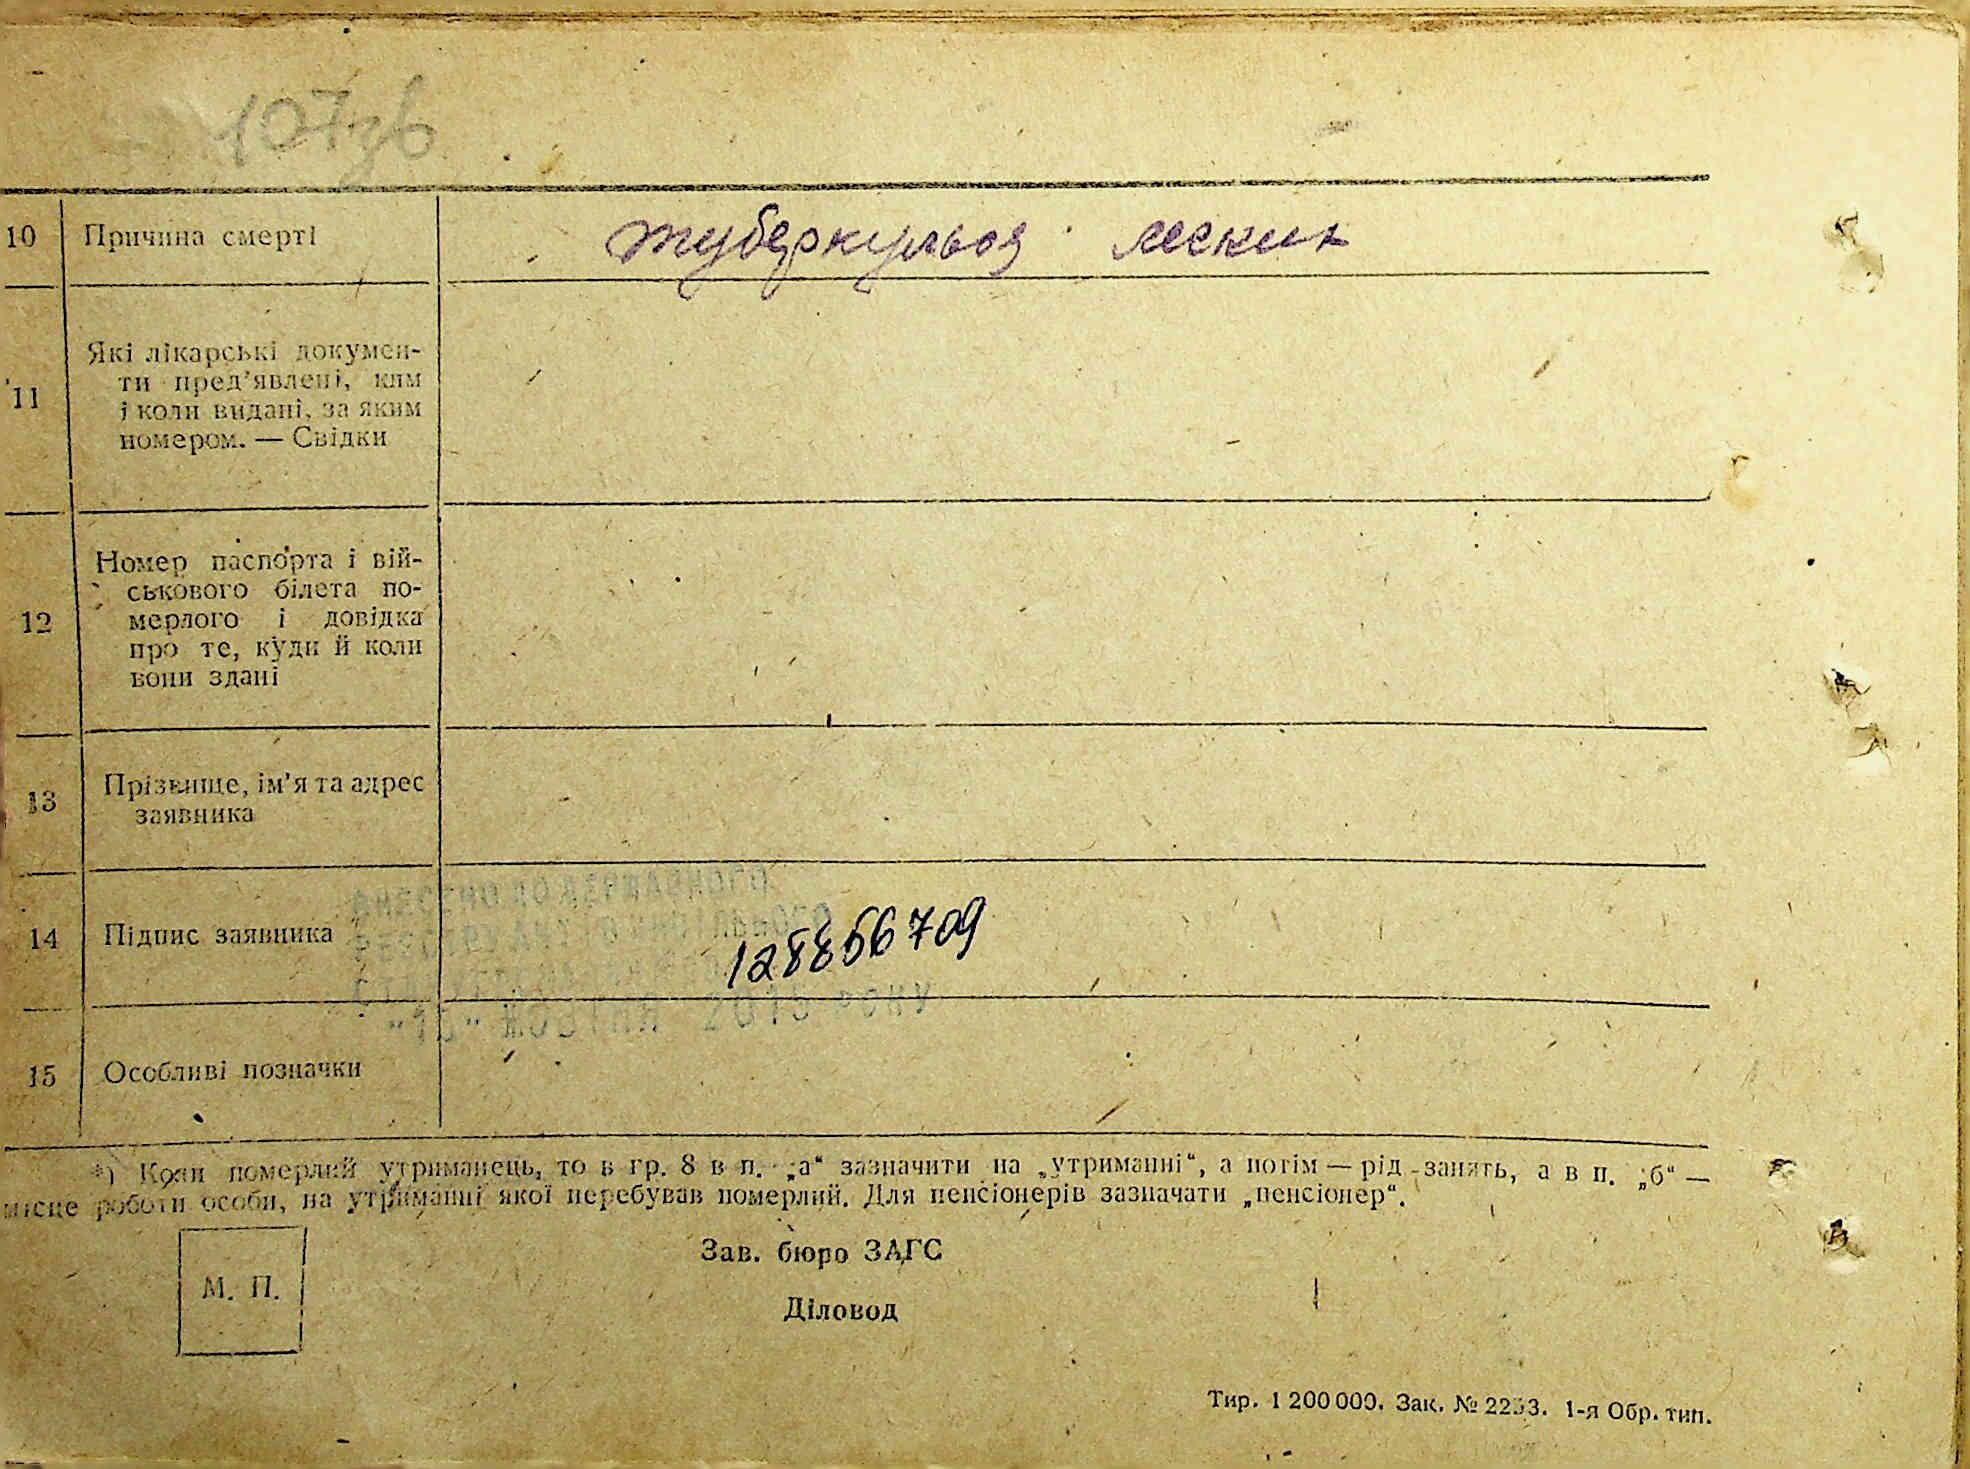 107зв
10 Причина смерті туберкульоз легких
11 Які лікарські докумен-
ти пред'явлені, ким
і коли видані, за яким
номером. — Свідки
12 Номер паспорта і вій-
ськового білета по-
мерлого і довідка
про те, куди й коли
вони здані
13 Прізвище, ім'я та адрес
заявника
14 Підпис заявника 128856709
15 Особливі позначки
*) Коли померлий утриманець, то в гр. 8 в п. „а“ зазначити на „утриманні“, а потім — рід занять, а в п. „б“ —
місце роботи особи, на утриманні якої перебував померлий. Для пенсіонерів зазначати „пенсіонер“.
М. П.
Зав. бюро ЗАГС
Діловод
Тир. 1 200 000. Зак. № 2253. 1-я Обр. тип.